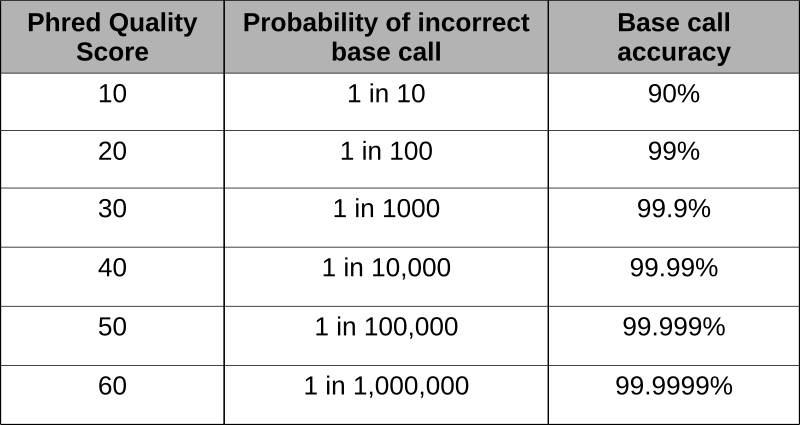 Phred Quality Score
Probability of incorrect base call
Base call accuracy
10 1 in 10 90%
20 1 in 100 99%
30 1 in 1000 99.9%
40 1 in 10,000 99.99%
50 1 in 100,000 99.999%
60 1 in 1,000,000 99.9999%